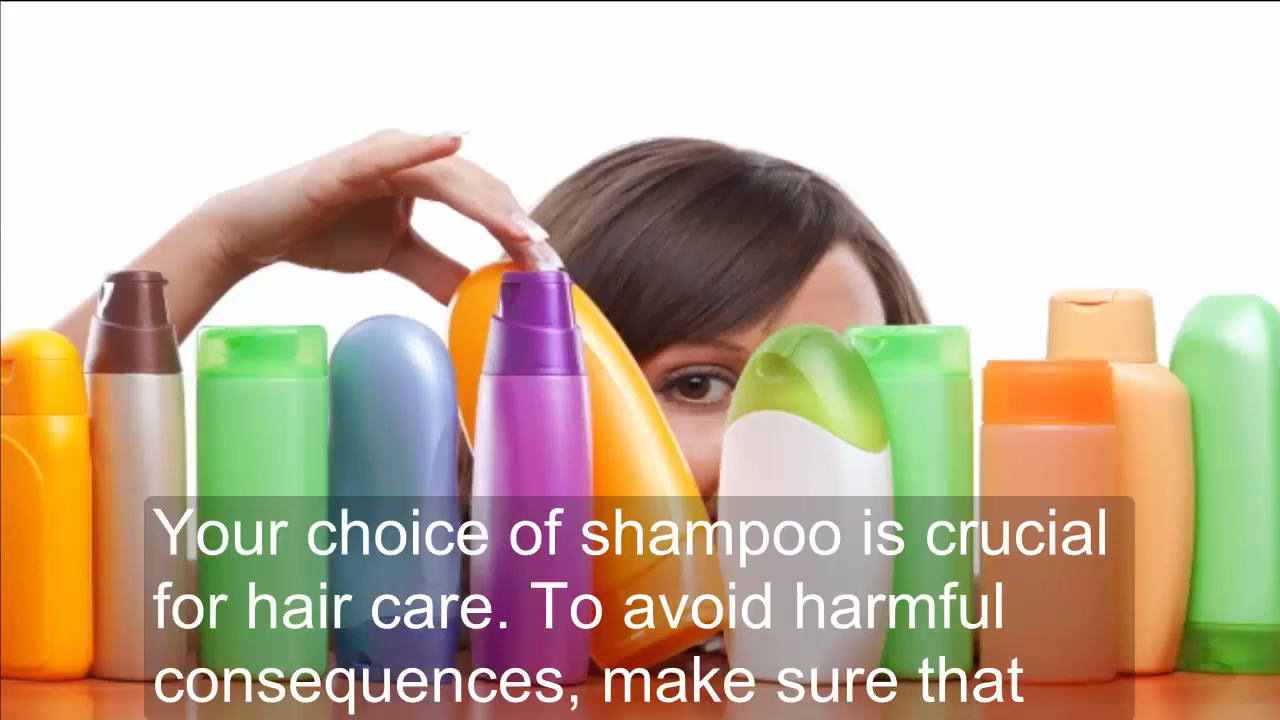 Your choice of shampoo is crucial
for hair care. To avoid harmful
consequences, make sure that